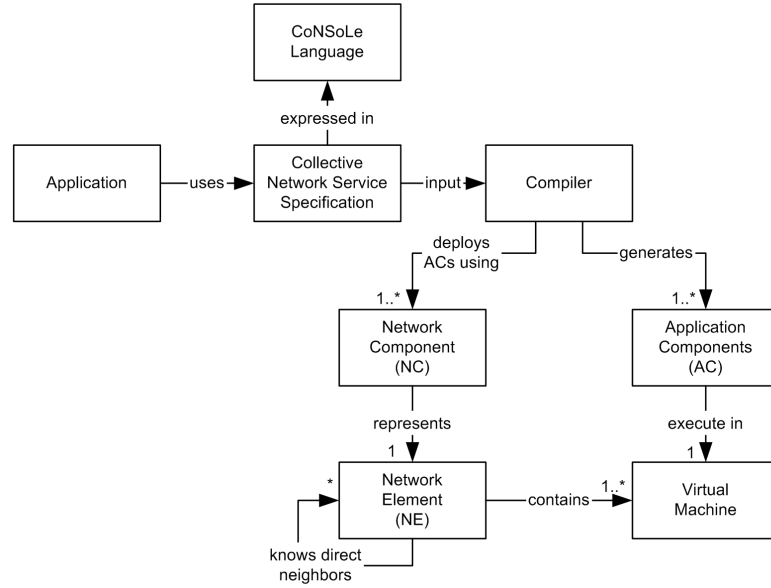 CoNSoLe
Language
expressed in
Application
uses
Collective
Network Service
Specification
input
Compiler
deploys
ACs using
generates
1..*
1..*
Network
Component
(NC)
Application
Components
(AC)
represents
execute in
1
1
*
Network
Element
(NE)
contains
1..*
Virtual
Machine
knows direct
neighbors